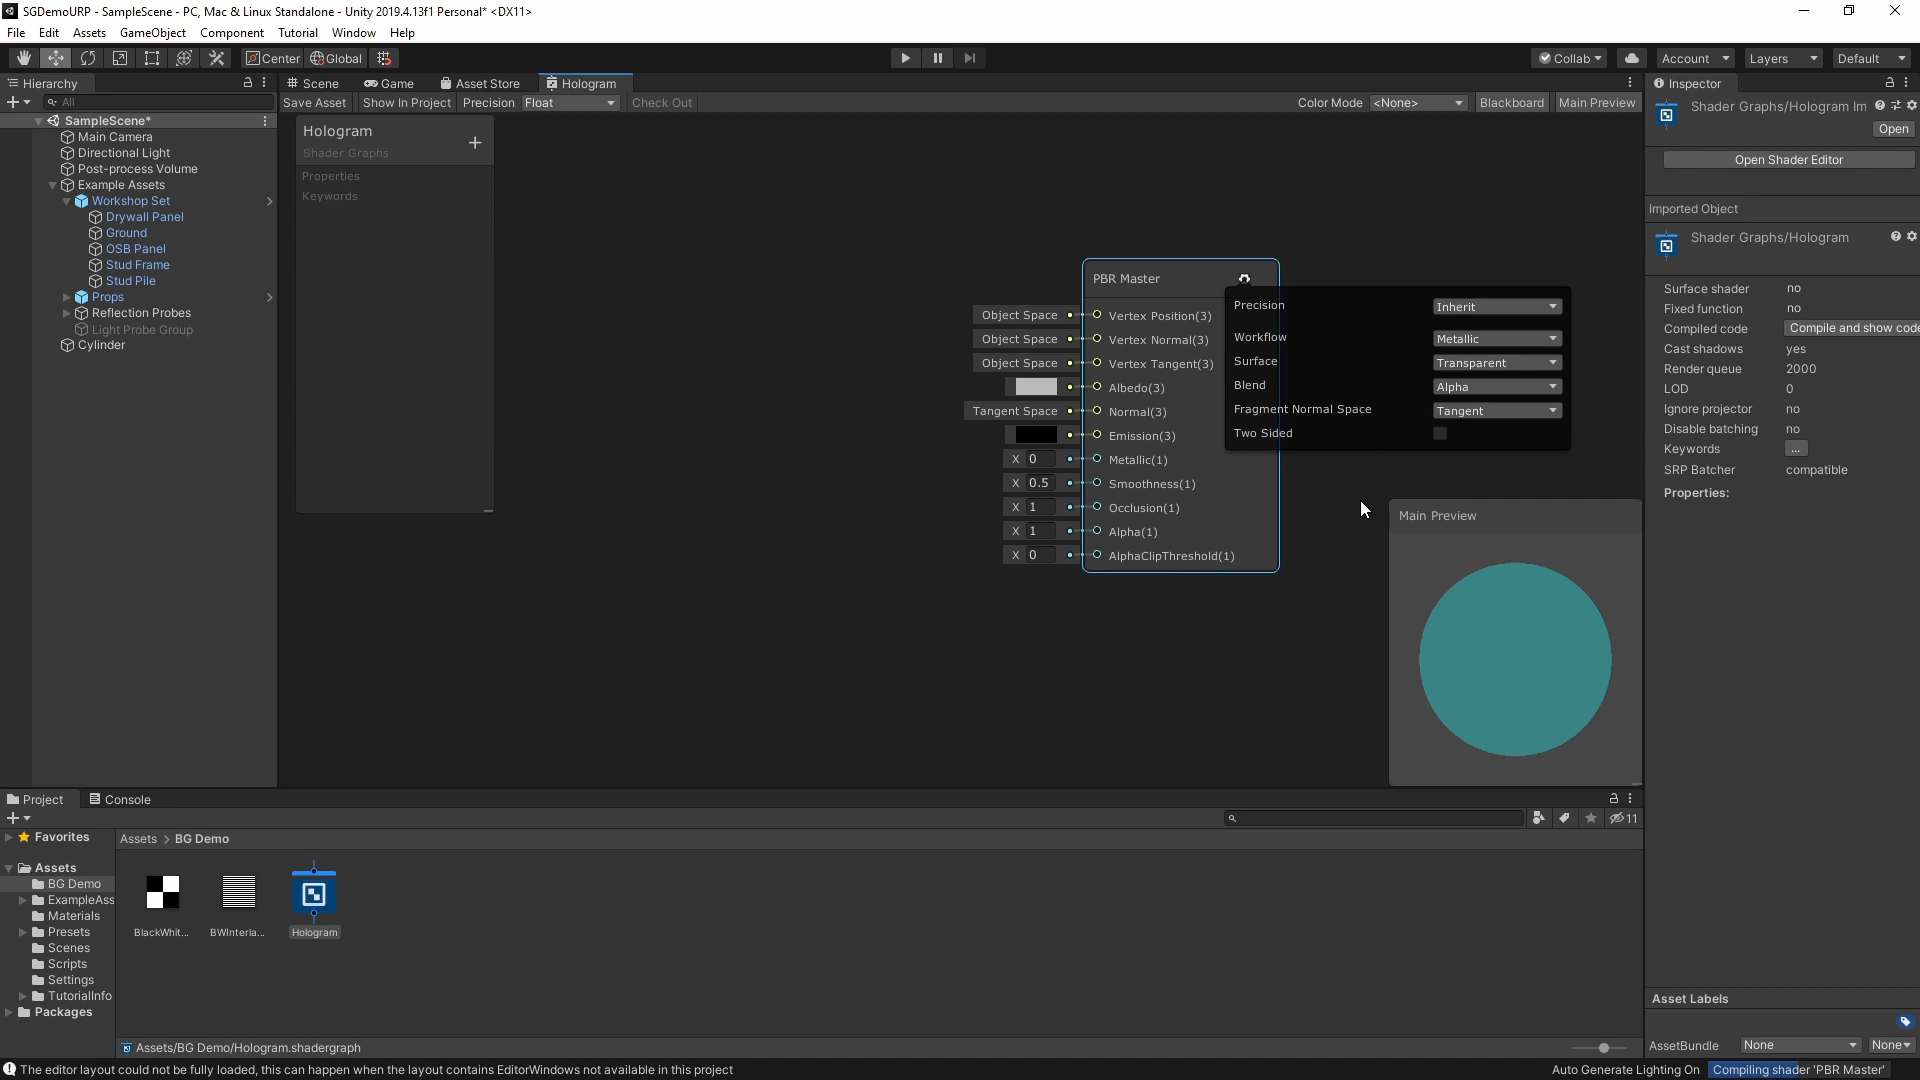 SGDemoURP - SampleScene - PC, Mac & Linux Standalone - Unity 2019.4.13f1 Personal* <DX11>
File Edit Assets GameObject Component Tutorial Window Help
Center Global Collab Account Layers Default
Hierarchy
All
SampleScene*
Main Camera
Directional Light
Post-process Volume
Example Assets
Workshop Set
Drywall Panel
Ground
OSB Panel
Stud Frame
Stud Pile
Props
Reflection Probes
Light Probe Group
Cylinder
Scene Game Asset Store Hologram
Save Asset Show In Project Precision Float Check Out Color Mode <None> Blackboard Main Preview
Hologram
Shader Graphs
Properties
Keywords
PBR Master
Object Space Vertex Position(3)
Object Space Vertex Normal(3)
Object Space Vertex Tangent(3)
Albedo(3)
Tangent Space Normal(3)
Emission(3)
X 0 Metallic(1)
X 0.5 Smoothness(1)
X 1 Occlusion(1)
X 1 Alpha(1)
X 0 AlphaClipThreshold(1)
Precision Inherit
Workflow Metallic
Surface Transparent
Blend Alpha
Fragment Normal Space Tangent
Two Sided
Main Preview
Inspector
Shader Graphs/Hologram Im
Open
Open Shader Editor
Imported Object
Shader Graphs/Hologram
Surface shader no
Fixed function no
Compiled code Compile and show code
Cast shadows yes
Render queue 2000
LOD 0
Ignore projector no
Disable batching no
Keywords ...
SRP Batcher compatible
Properties:
Asset Labels
AssetBundle None None
Project Console
11
Favorites
Assets
BG Demo
ExampleAss
Materials
Presets
Scenes
Scripts
Settings
TutorialInfo
Packages
Assets > BG Demo
BlackWhit... BWInterla... Hologram
Assets/BG Demo/Hologram.shadergraph
The editor layout could not be fully loaded, this can happen when the layout contains EditorWindows not available in this project
Auto Generate Lighting On Compiling shader 'PBR Master'